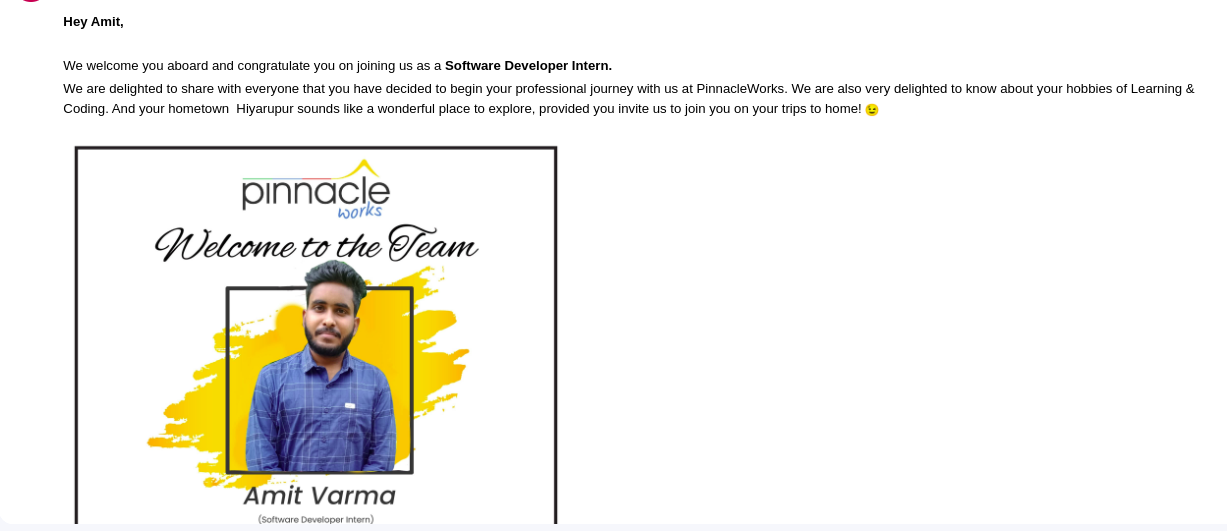 Hey Amit,
We welcome you aboard and congratulate you on joining us as a Software Developer Intern.
We are delighted to share with everyone that you have decided to begin your professional journey with us at PinnacleWorks. We are also very delighted to know about your hobbies of Learning &
Coding. And your hometown  Hiyarupur sounds like a wonderful place to explore, provided you invite us to join you on your trips to home! 😉
pinnacle
works
Welcome to the Team
Amit Varma
(Software Developer Intern)